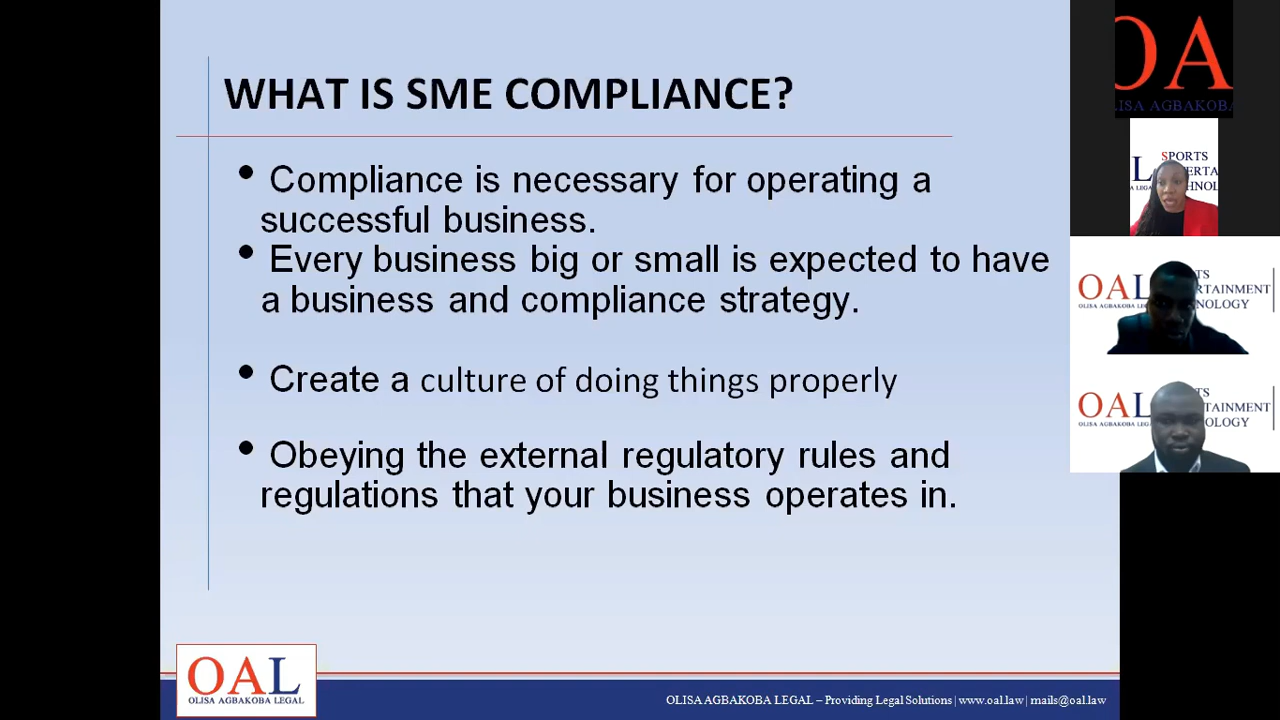 WHAT IS SME COMPLIANCE?
• Compliance is necessary for operating a
successful business.
• Every business big or small is expected to have
a business and compliance strategy.
• Create a culture of doing things properly
• Obeying the external regulatory rules and
regulations that your business operates in.
OAL
OLISA AGBAKOBA LEGAL
OLISA AGBAKOBA LEGAL – Providing Legal Solutions | www.oal.law | mails@oal.law
OA
SPORTS
OAL
OLISA AGBAKOBA LEGAL
OAL
OLISA AGBAKOBA LEGAL